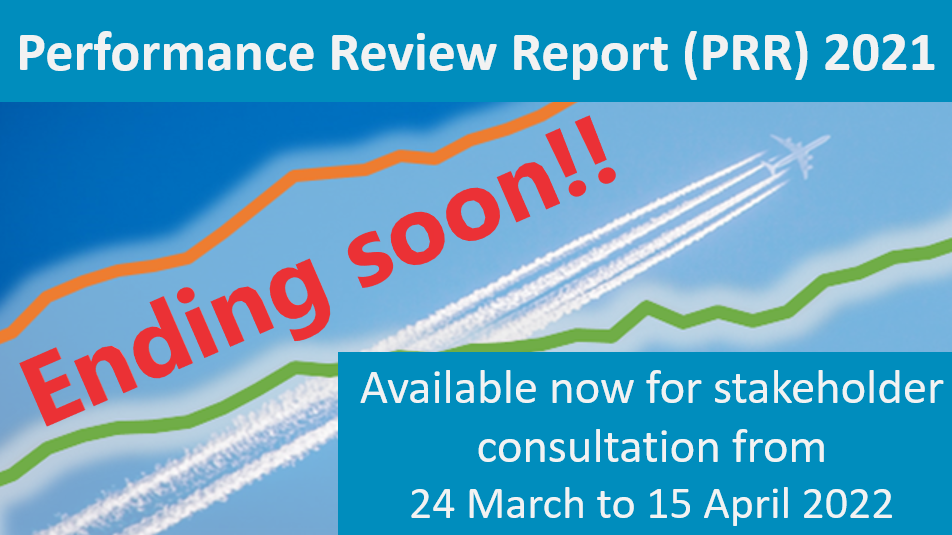 Performance Review Report (PRR) 2021
Ending soon!!
Available now for stakeholder
consultation from
24 March to 15 April 2022